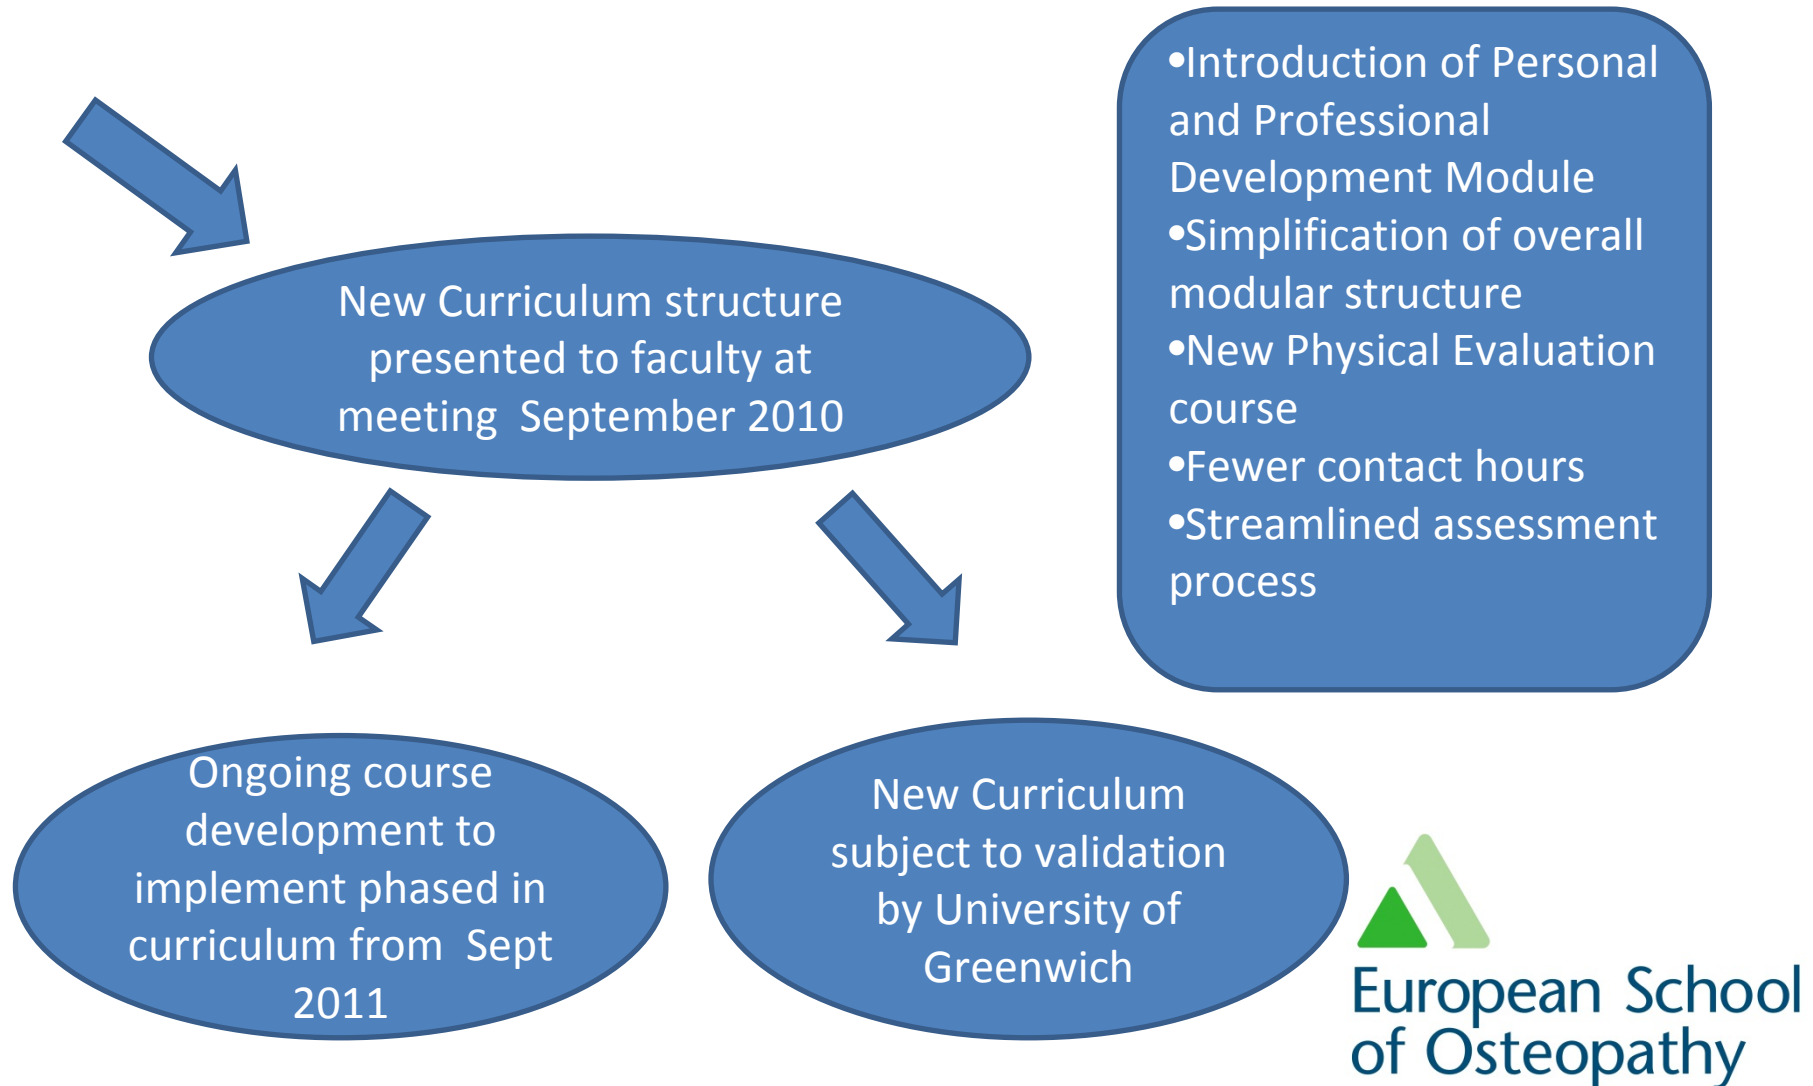 New Curriculum structure
presented to faculty at
meeting  September 2010
•Introduction of Personal
and Professional
Development Module
•Simplification of overall
modular structure
•New Physical Evaluation
course
•Fewer contact hours
•Streamlined assessment
process
Ongoing course
development to
implement phased in
curriculum from  Sept
2011
New Curriculum
subject to validation
by University of
Greenwich
European School
of Osteopathy